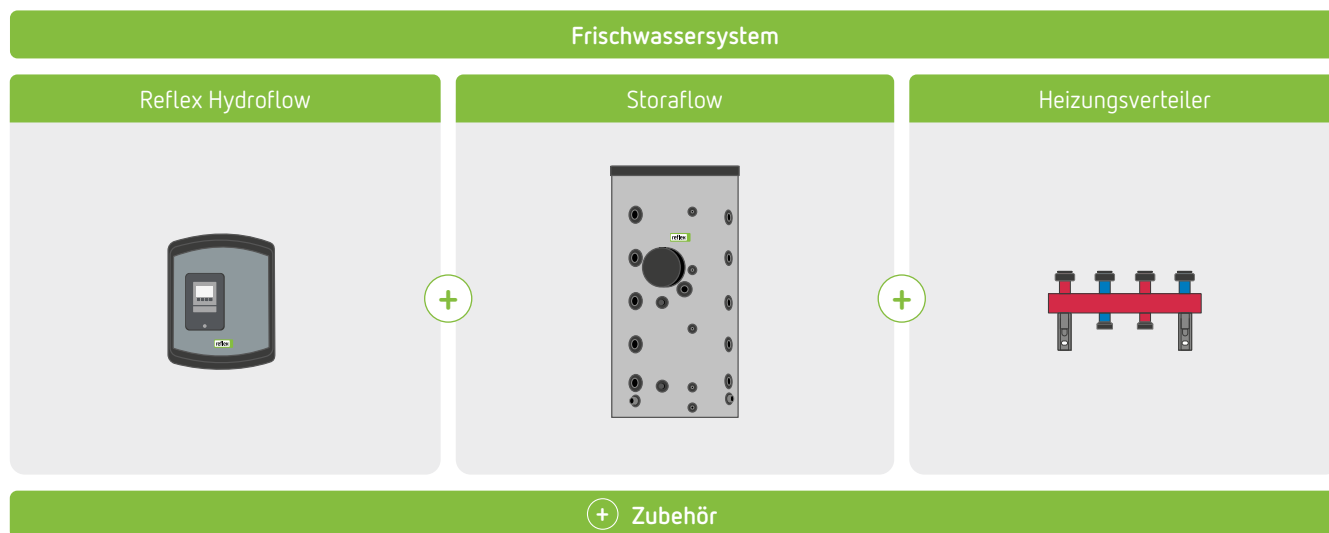 Frischwassersystem
Reflex Hydroflow
Storaflow
Heizungsverteiler
reflex
reflex
Zubehör